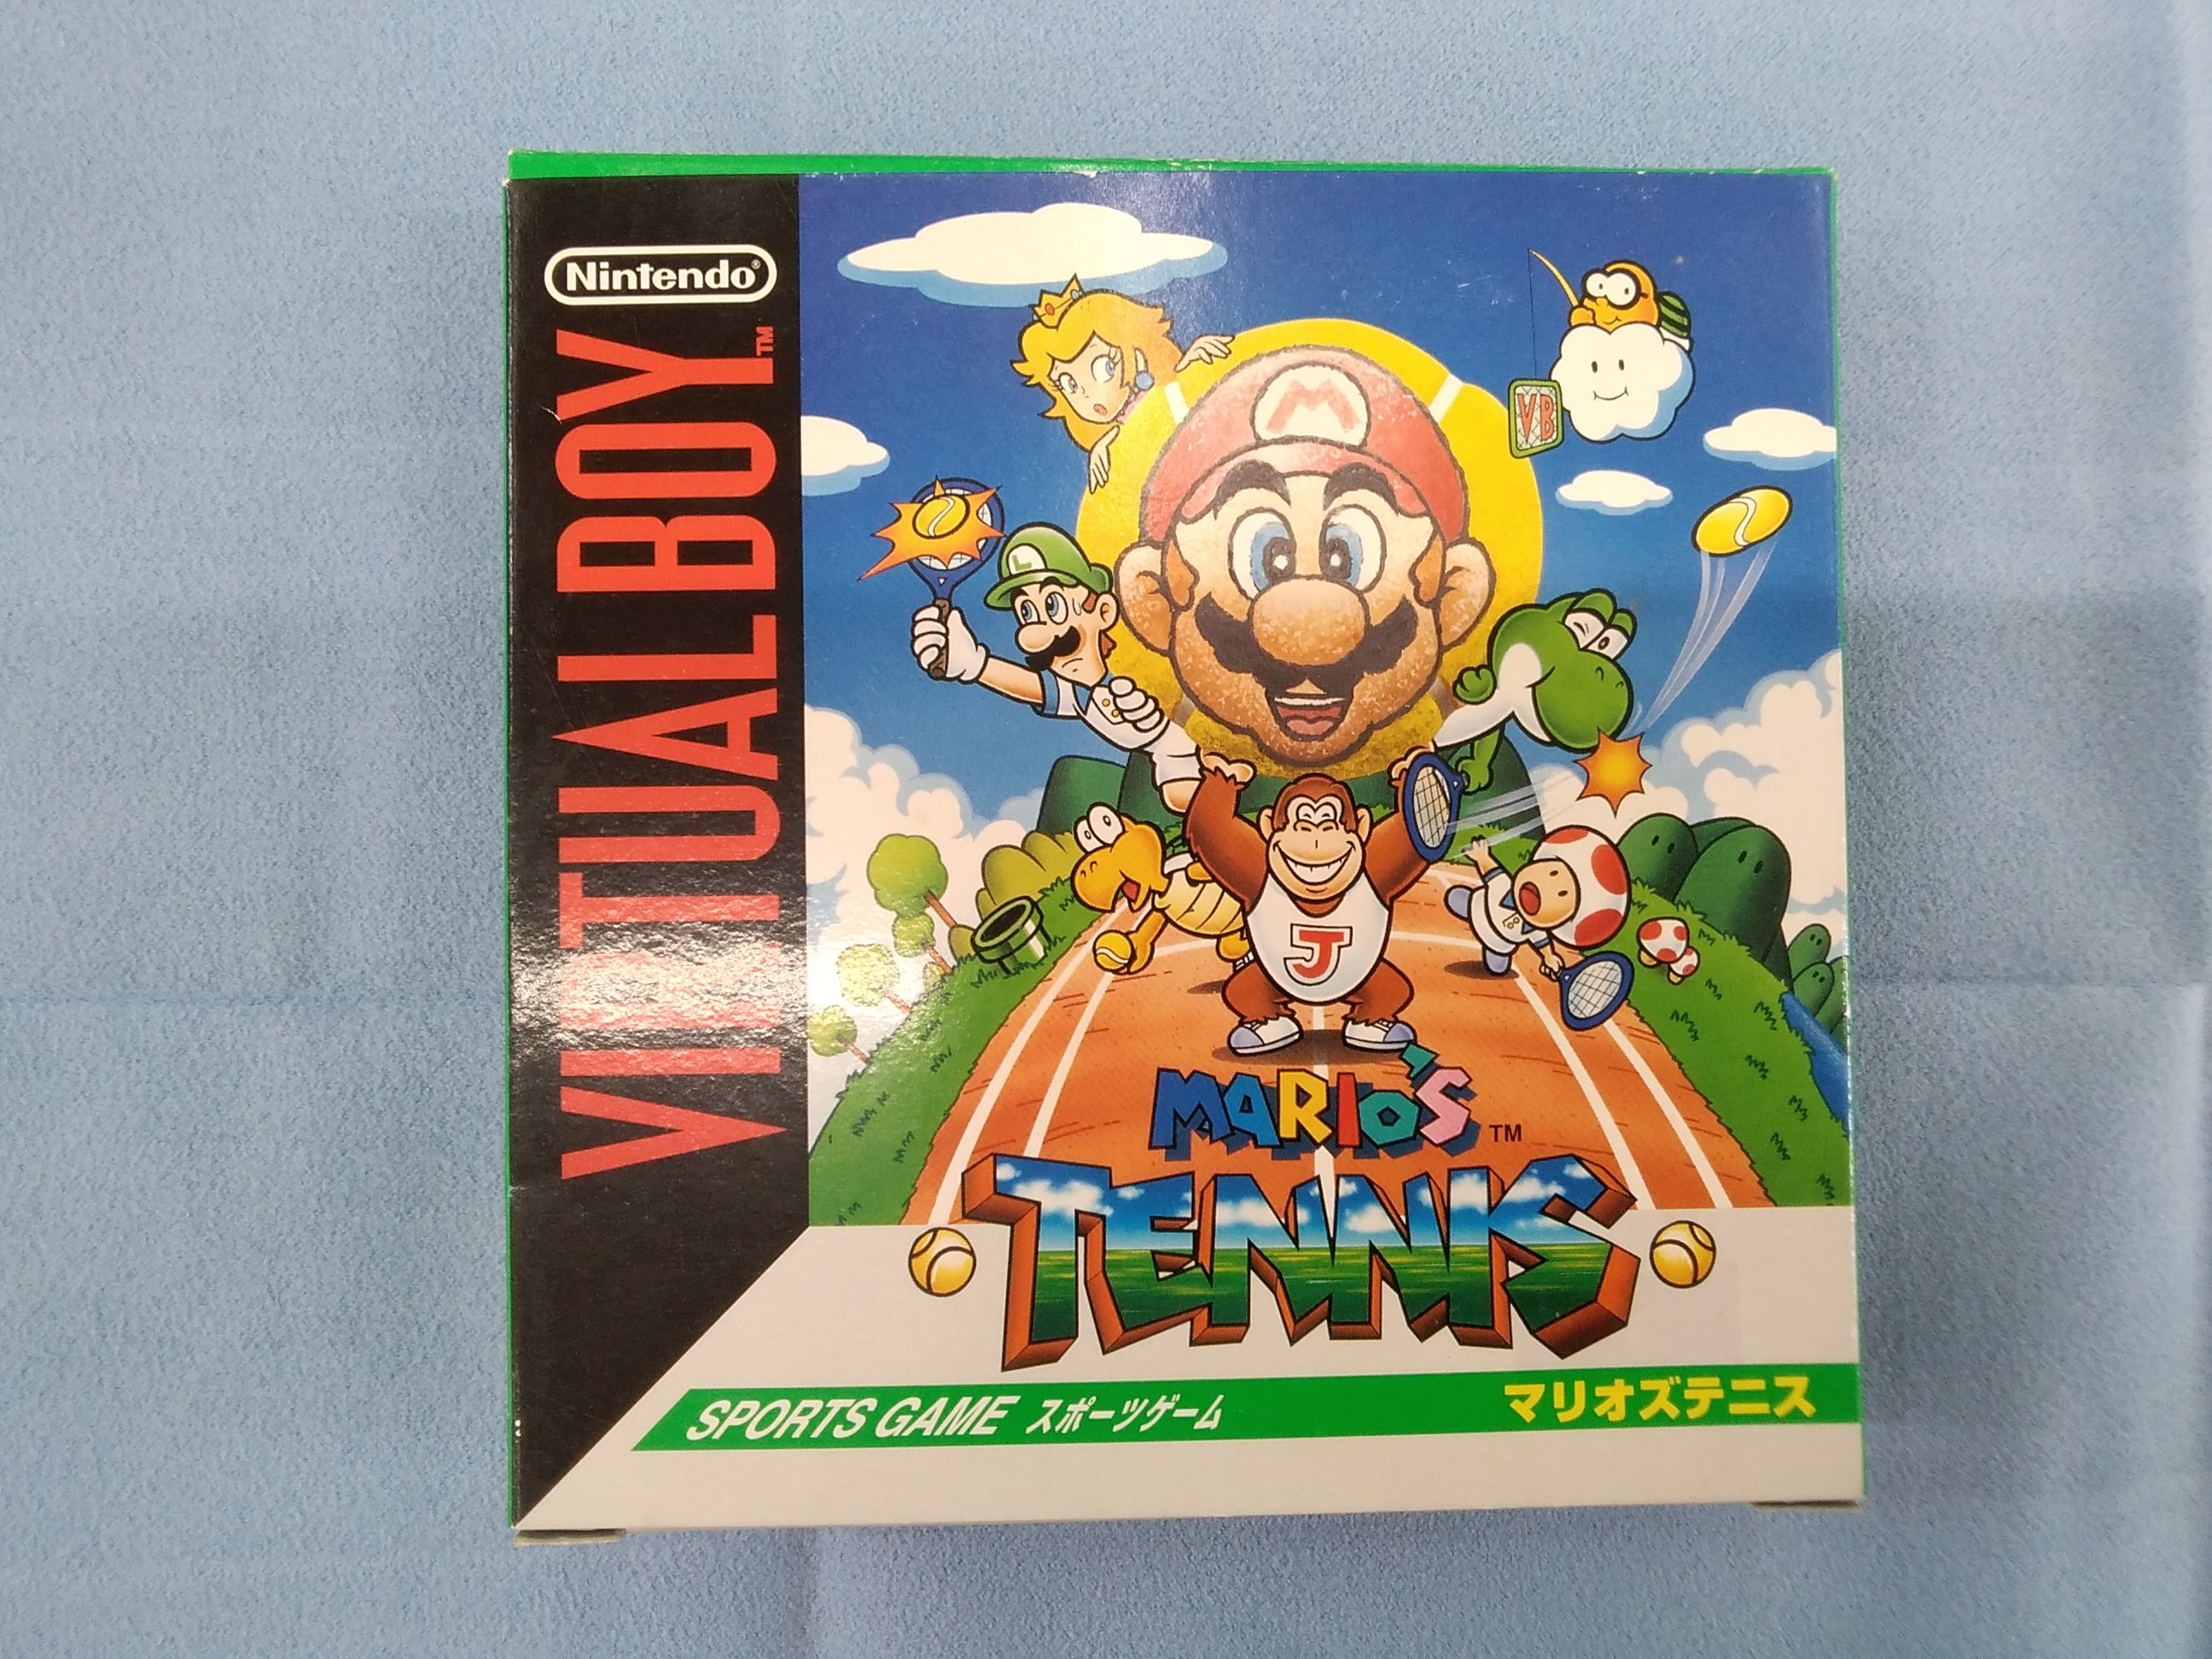 Nintendo®
VIRTUAL BOY™
M
L
VB
J
MARIO'S™
TENNIS
SPORTS GAME スポーツゲーム
マリオズテニス